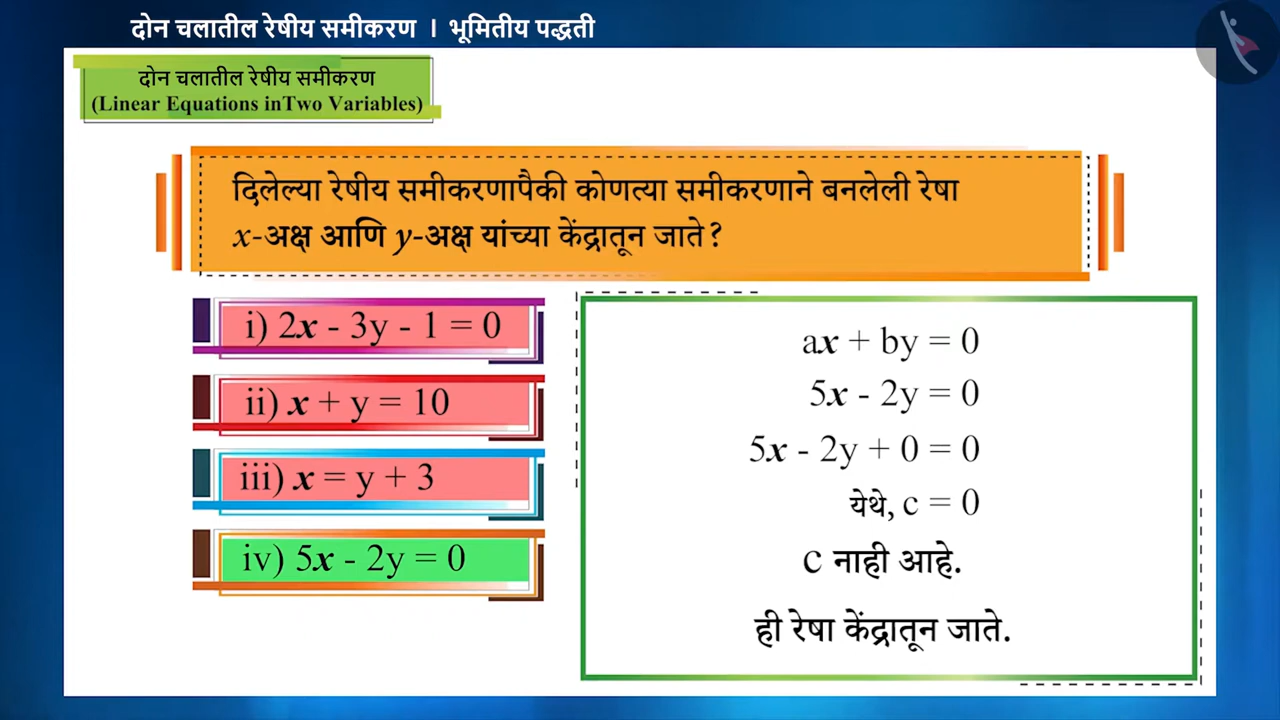 दोन चलातील रेषीय समीकरण । भूमितीय पद्धती
दोन चलातील रेषीय समीकरण
(Linear Equations inTwo Variables)
दिलेल्या रेषीय समीकरणापैकी कोणत्या समीकरणाने बनलेली रेषा
x-अक्ष आणि y-अक्ष यांच्या केंद्रातून जाते?
i) 2x - 3y - 1 = 0
ii) x + y = 10
iii) x = y + 3
iv) 5x - 2y = 0
ax + by = 0
5x - 2y = 0
5x - 2y + 0 = 0
येथे, c = 0
c नाही आहे.
ही रेषा केंद्रातून जाते.